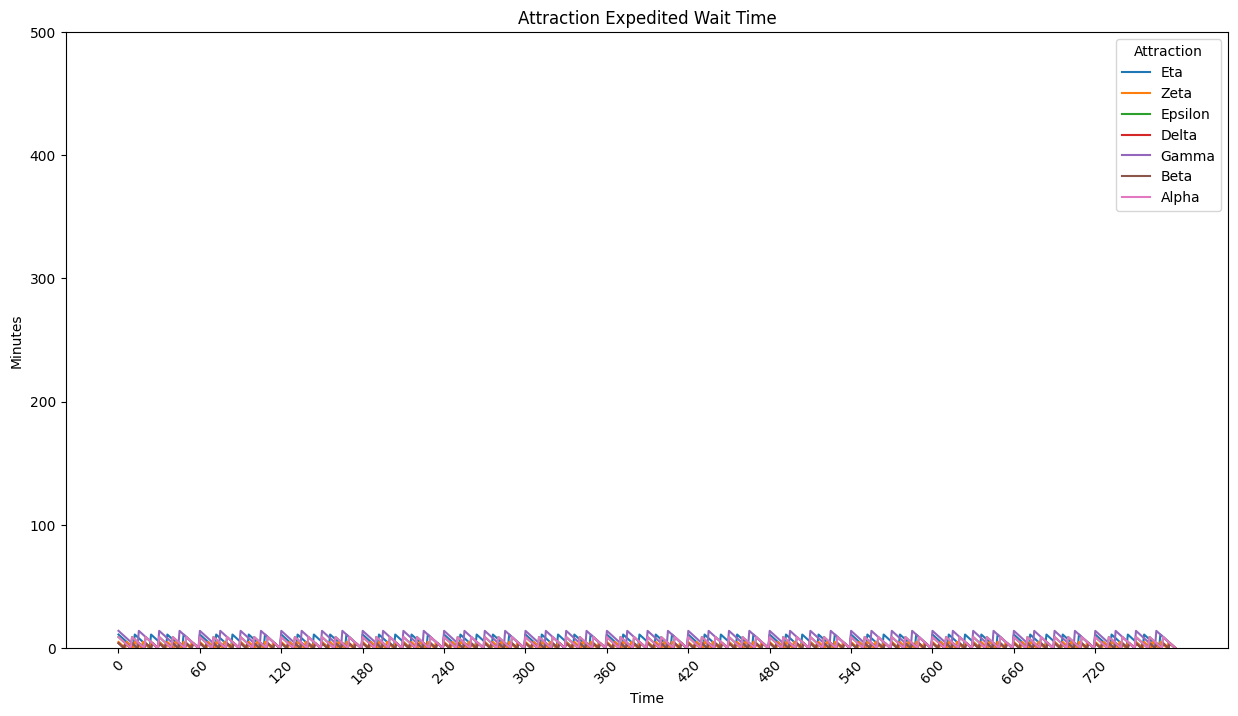 Attraction Expedited Wait Time
Minutes
500
400
300
200
100
0
Attraction
Eta
Zeta
Epsilon
Delta
Gamma
Beta
Alpha
0 60 120 180 240 300 360 420 480 540 600 660 720
Time